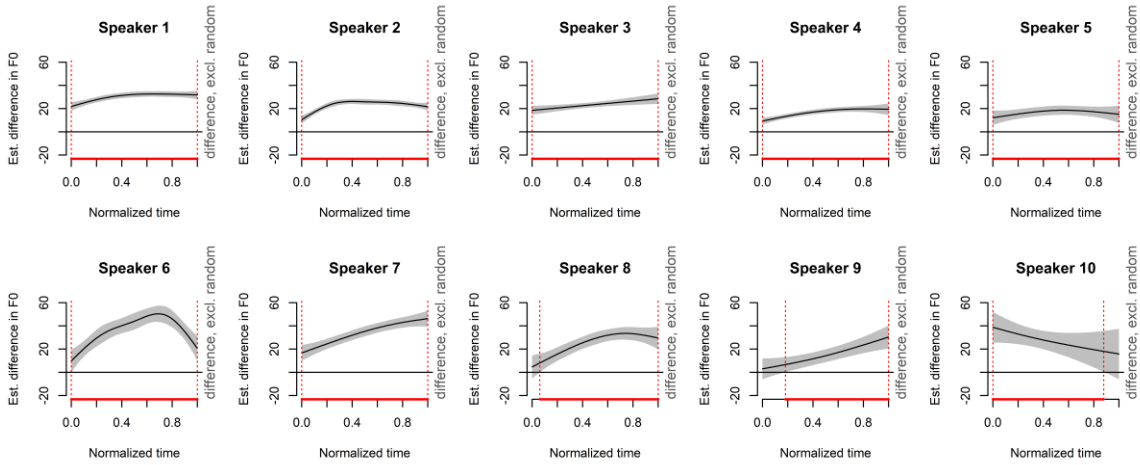 Speaker 1
Est. difference in F0
60
20
-20
0.0 0.4 0.8
Normalized time
difference, excl. random
Speaker 2
Est. difference in F0
60
20
-20
0.0 0.4 0.8
Normalized time
difference, excl. random
Speaker 3
Est. difference in F0
60
20
-20
0.0 0.4 0.8
Normalized time
difference, excl. random
Speaker 4
Est. difference in F0
60
20
-20
0.0 0.4 0.8
Normalized time
difference, excl. random
Speaker 5
Est. difference in F0
60
20
-20
0.0 0.4 0.8
Normalized time
difference, excl. random
Speaker 6
Est. difference in F0
60
20
-20
0.0 0.4 0.8
Normalized time
difference, excl. random
Speaker 7
Est. difference in F0
60
20
-20
0.0 0.4 0.8
Normalized time
difference, excl. random
Speaker 8
Est. difference in F0
60
20
-20
0.0 0.4 0.8
Normalized time
difference, excl. random
Speaker 9
Est. difference in F0
60
20
-20
0.0 0.4 0.8
Normalized time
difference, excl. random
Speaker 10
Est. difference in F0
60
20
-20
0.0 0.4 0.8
Normalized time
difference, excl. random